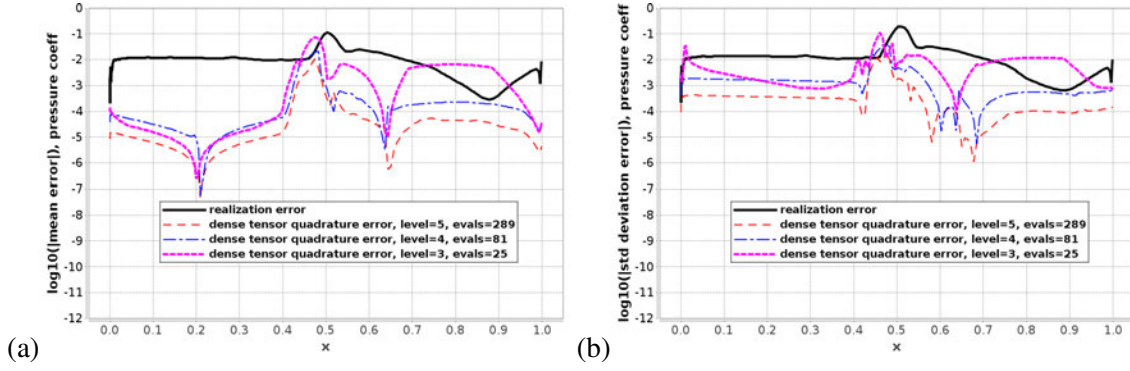 0
-1
-2
-3
-4
-5
-6
-7
-8
-9
-10
-11
-12
log10(|mean error|), pressure coeff
realization error
dense tensor quadrature error, level=5, evals=289
dense tensor quadrature error, level=4, evals=81
dense tensor quadrature error, level=3, evals=25
0.0 0.1 0.2 0.3 0.4 0.5 0.6 0.7 0.8 0.9 1.0
x
(a)
0
-1
-2
-3
-4
-5
-6
-7
-8
-9
-10
-11
-12
log10(|std deviation error|), pressure coeff
realization error
dense tensor quadrature error, level=5, evals=289
dense tensor quadrature error, level=4, evals=81
dense tensor quadrature error, level=3, evals=25
0.0 0.1 0.2 0.3 0.4 0.5 0.6 0.7 0.8 0.9 1.0
x
(b)